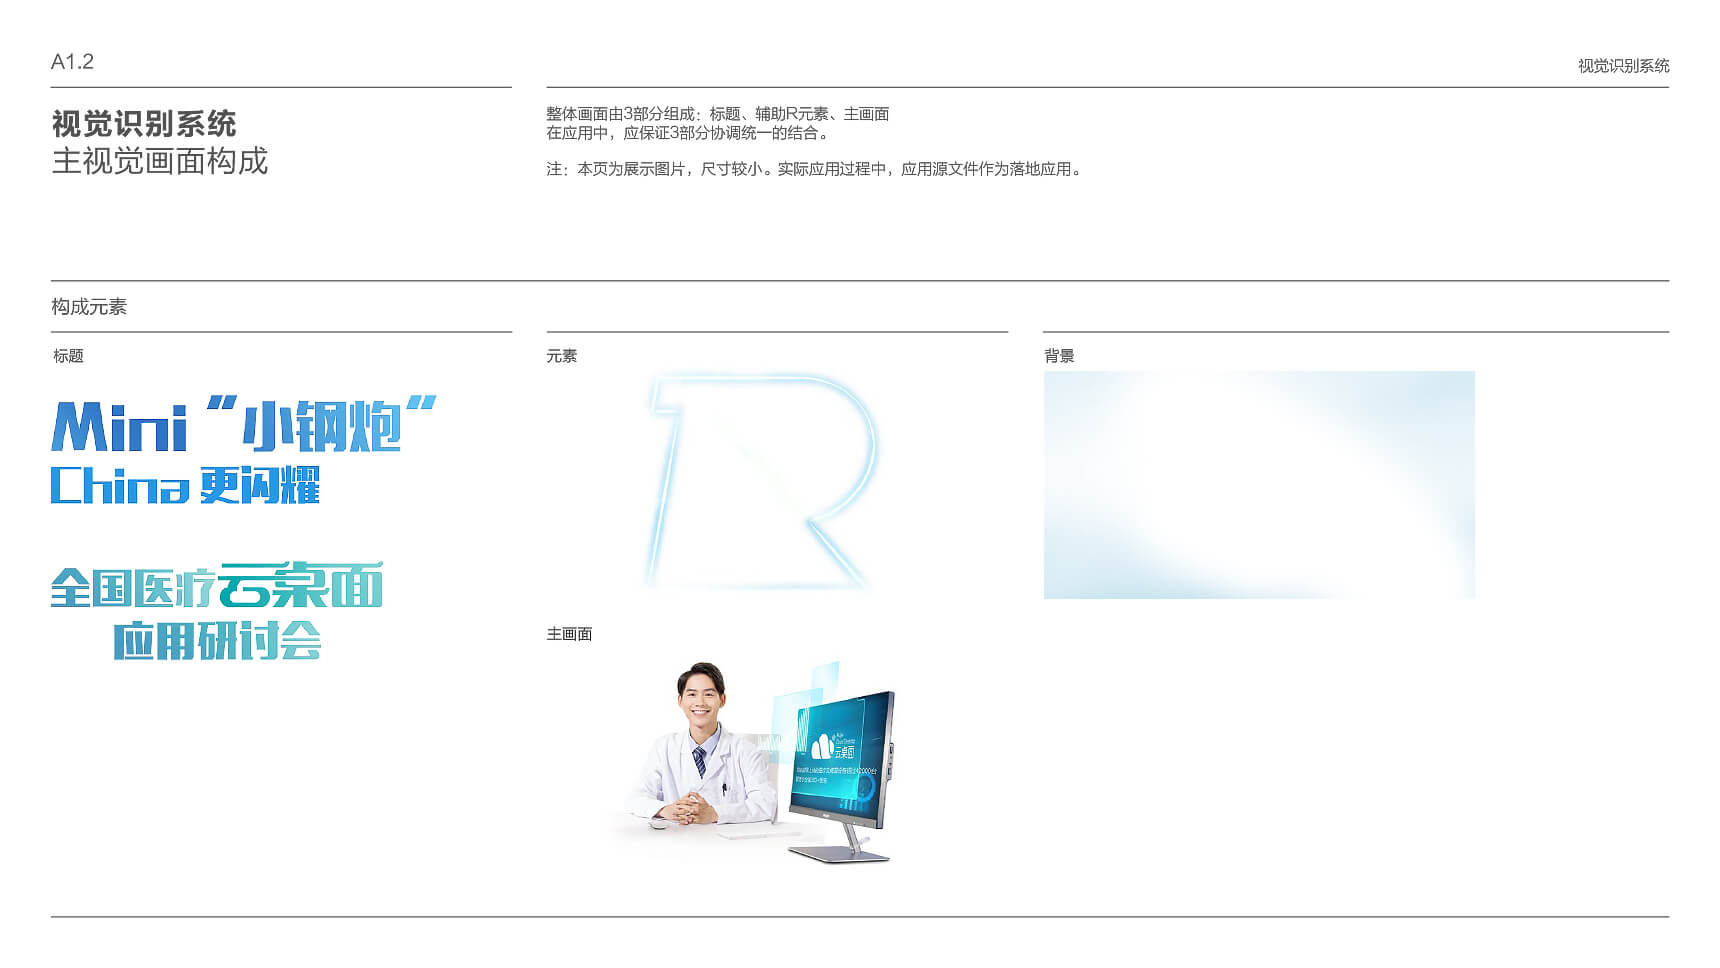 A1.2
视觉识别系统
视觉识别系统
主视觉画面构成
整体画面由3部分组成：标题、辅助R元素、主画面
在应用中，应保证3部分协调统一的结合。
注：本页为展示图片，尺寸较小。实际应用过程中，应用源文件作为落地应用。
构成元素
标题
元素
背景
Mini“小钢炮”
China 更闪耀
全国医疗云桌面
应用研讨会
主画面
云桌面